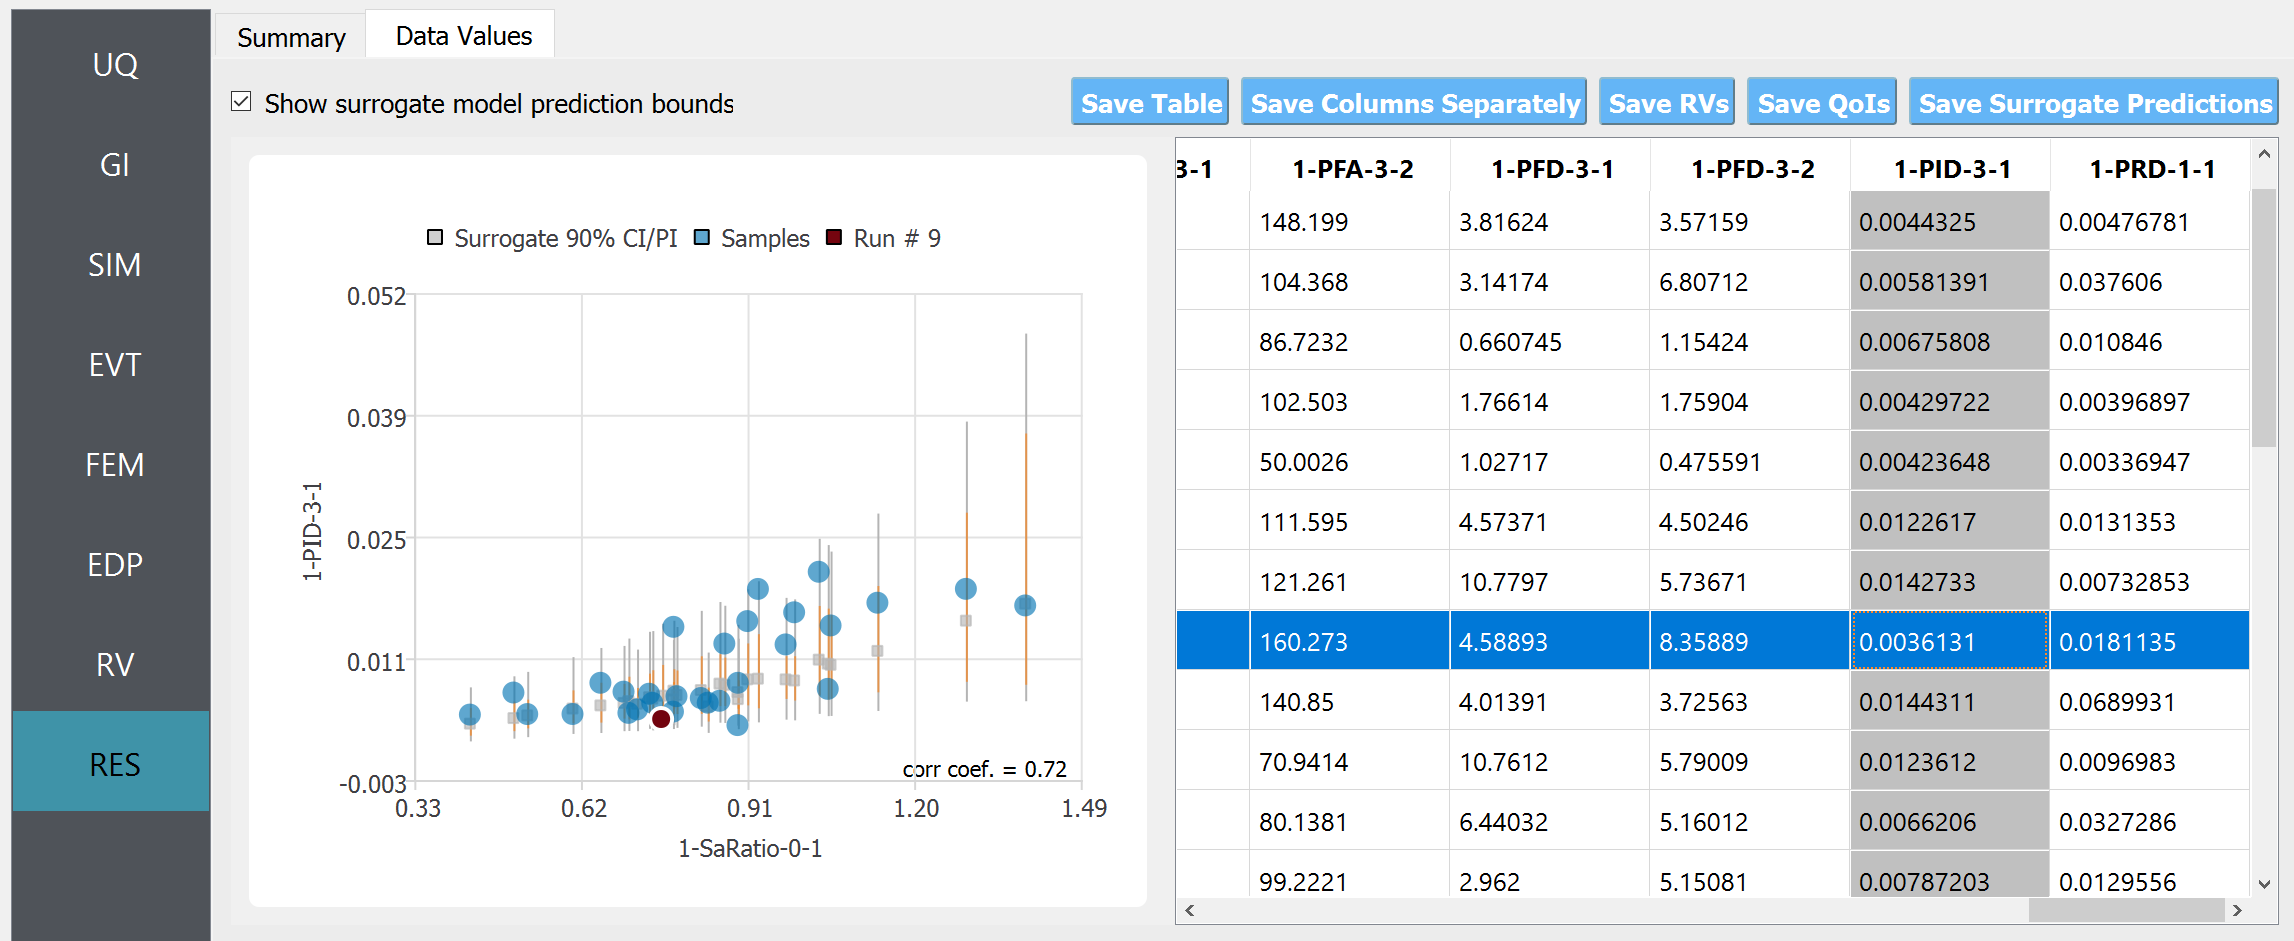 UQ
GI
SIM
EVT
FEM
EDP
RV
RES
Summary
Data Values
Show surrogate model prediction bounds
Save Table
Save Columns Separately
Save RVs
Save QoIs
Save Surrogate Predictions
Surrogate 90% CI/PI
Samples
Run # 9
0.052
0.039
0.025
0.011
-0.003
1-PID-3-1
corr coef. = 0.72
0.33 0.62 0.91 1.20 1.49
1-SaRatio-0-1
3-1 1-PFA-3-2 1-PFD-3-1 1-PFD-3-2 1-PID-3-1 1-PRD-1-1
148.199 3.81624 3.57159 0.0044325 0.00476781
104.368 3.14174 6.80712 0.00581391 0.037606
86.7232 0.660745 1.15424 0.00675808 0.010846
102.503 1.76614 1.75904 0.00429722 0.00396897
50.0026 1.02717 0.475591 0.00423648 0.00336947
111.595 4.57371 4.50246 0.0122617 0.0131353
121.261 10.7797 5.73671 0.0142733 0.00732853
160.273 4.58893 8.35889 0.0036131 0.0181135
140.85 4.01391 3.72563 0.0144311 0.0689931
70.9414 10.7612 5.79009 0.0123612 0.0096983
80.1381 6.44032 5.16012 0.0066206 0.0327286
99.2221 2.962 5.15081 0.00787203 0.0129556